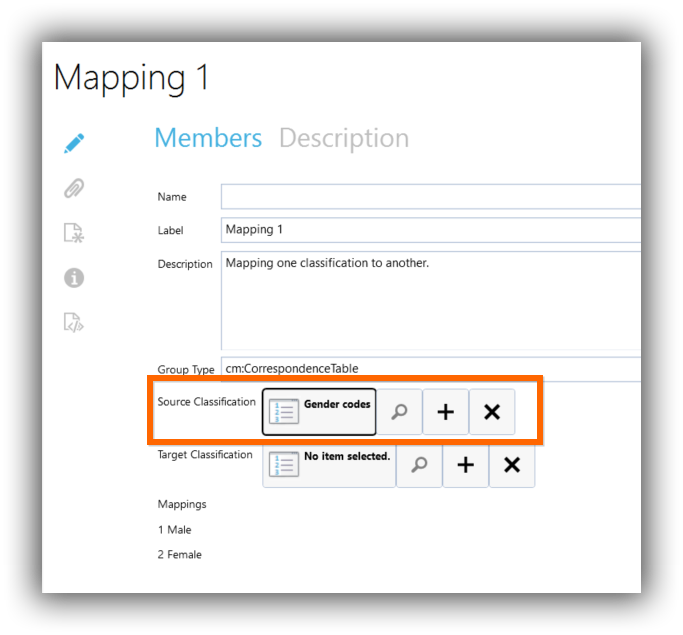 Mapping 1
Members Description
Name
Label Mapping 1
Description Mapping one classification to another.
Group Type cm:CorrespondenceTable
Source Classification Gender codes
Target Classification No item selected.
Mappings
1 Male
2 Female